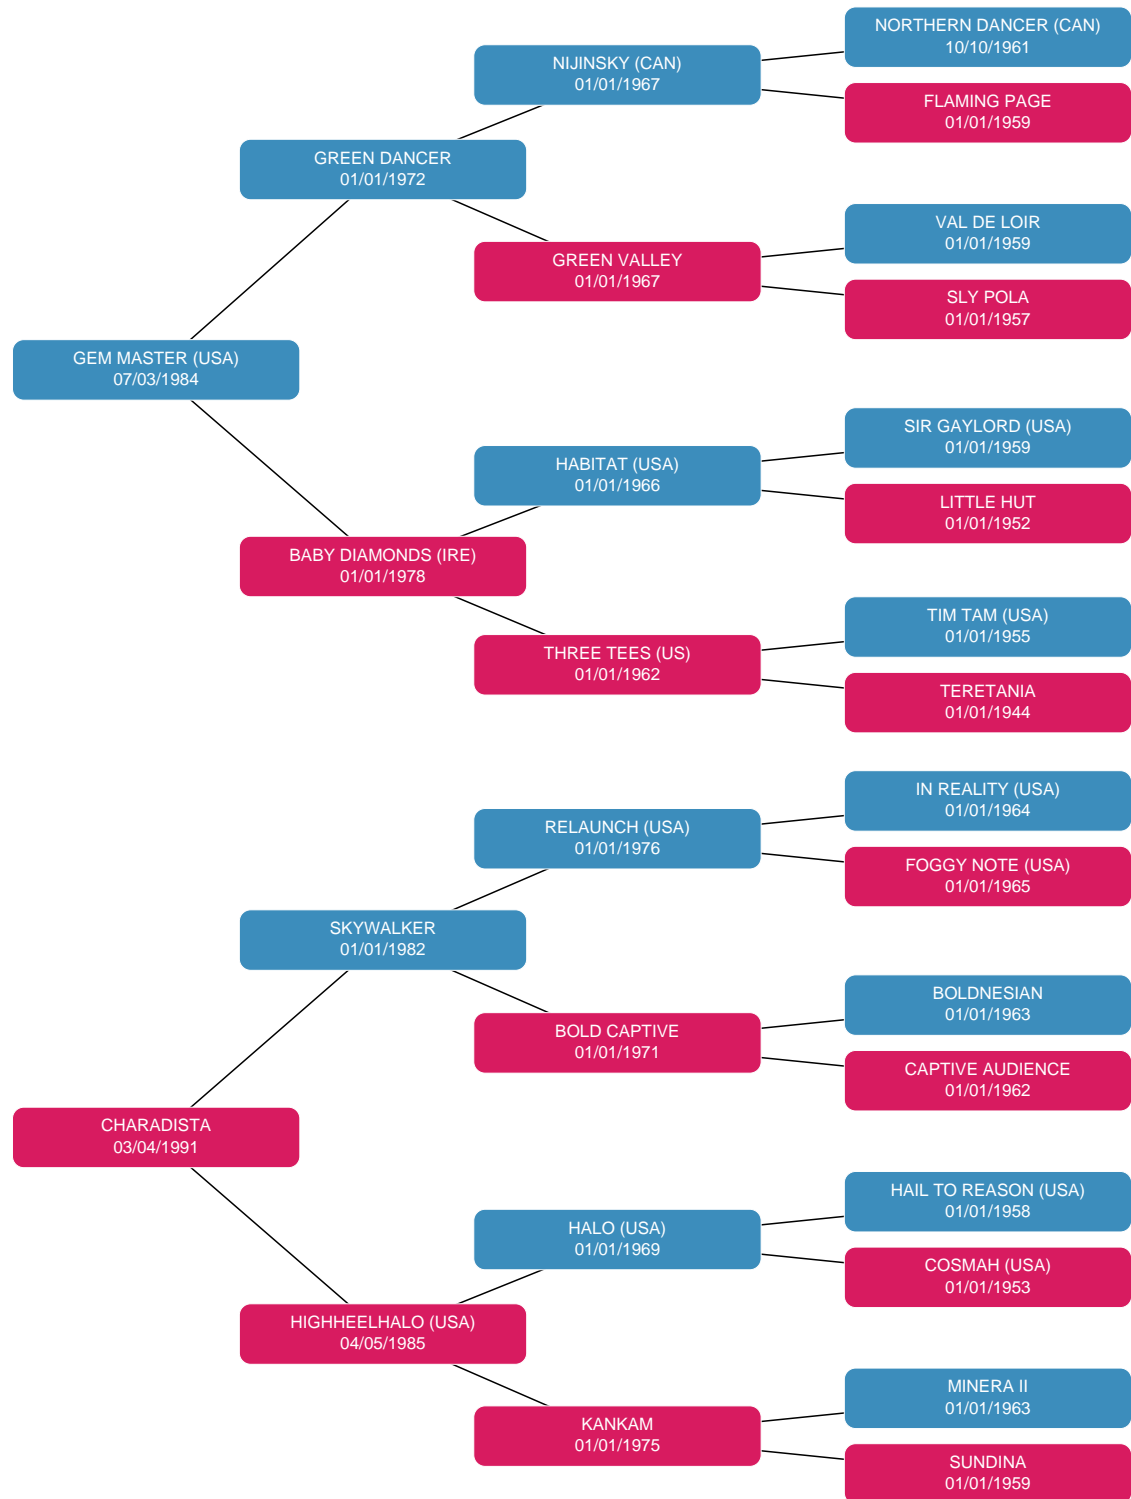 NORTHERN DANCER (CAN)
10/10/1961
NIJINSKY (CAN)
01/01/1967
FLAMING PAGE
01/01/1959
GREEN DANCER
01/01/1972
VAL DE LOIR
01/01/1959
GREEN VALLEY
01/01/1967
SLY POLA
01/01/1957
GEM MASTER (USA)
07/03/1984
SIR GAYLORD (USA)
01/01/1959
HABITAT (USA)
01/01/1966
LITTLE HUT
01/01/1952
BABY DIAMONDS (IRE)
01/01/1978
TIM TAM (USA)
01/01/1955
THREE TEES (US)
01/01/1962
TERETANIA
01/01/1944
IN REALITY (USA)
01/01/1964
RELAUNCH (USA)
01/01/1976
FOGGY NOTE (USA)
01/01/1965
SKYWALKER
01/01/1982
BOLDNESIAN
01/01/1963
BOLD CAPTIVE
01/01/1971
CAPTIVE AUDIENCE
01/01/1962
CHARADISTA
03/04/1991
HAIL TO REASON (USA)
01/01/1958
HALO (USA)
01/01/1969
COSMAH (USA)
01/01/1953
HIGHHEELHALO (USA)
04/05/1985
MINERA II
01/01/1963
KANKAM
01/01/1975
SUNDINA
01/01/1959